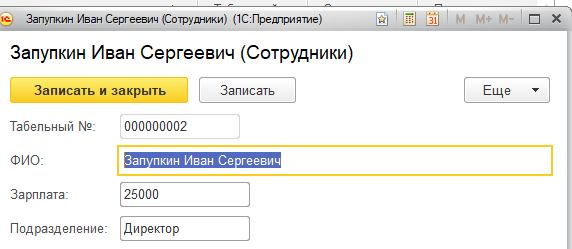 Запупкин Иван Сергеевич (Сотрудники) (1С:Предприятие)
M M+ M-
Запупкин Иван Сергеевич (Сотрудники)
Записать и закрыть Записать Еще
Табельный №: 000000002
ФИО: Запупкин Иван Сергеевич
Зарплата: 25000
Подразделение: Директор